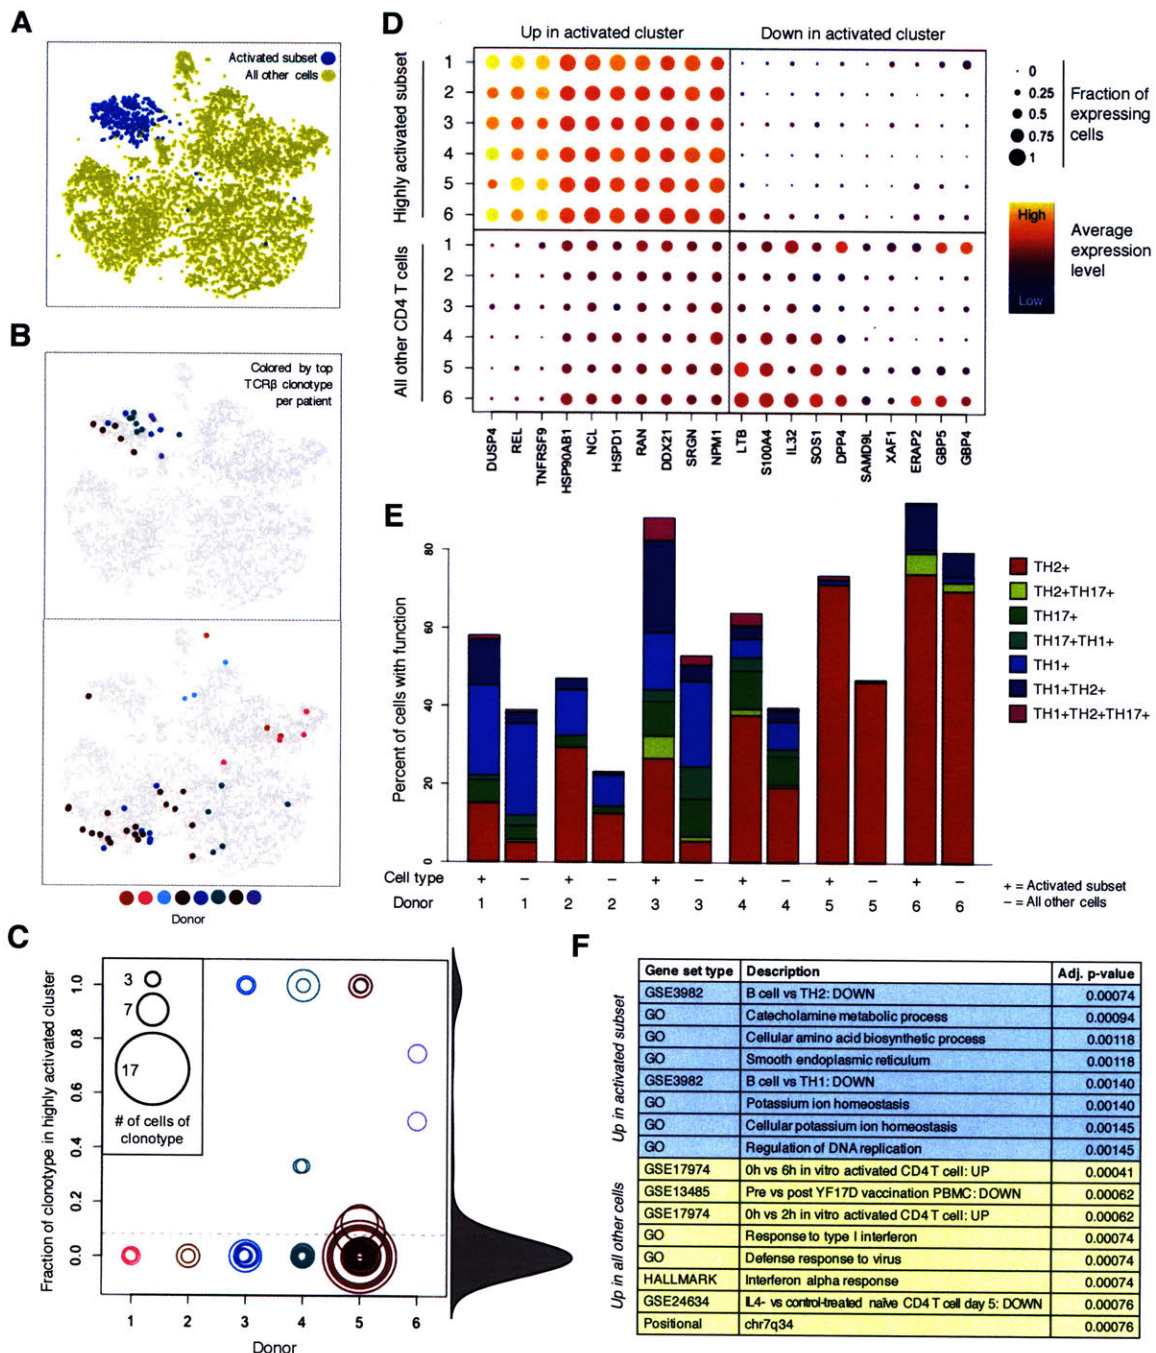 A
Activated subset
All other cells
B
Colored by top
TCRβ clonotype
per patient
Donor
C
Fraction of clonotype in highly activated cluster
1.0
0.8
0.6
0.4
0.2
0.0
3
7
17
# of cells of
clonotype
1 2 3 4 5 6
Donor
D
Up in activated cluster
Down in activated cluster
Highly activated subset
1
2
3
4
5
6
All other CD4 T cells
1
2
3
4
5
6
DUSP4
REL
TNFRSF9
HSP90AB1
NCL
HSPD1
RAN
DDX21
SRGN
NPM1
LTB
S100A4
IL32
SOS1
DPP4
SAMD9L
XAF1
ERAP2
GBP5
GBP4
0
0.25
0.5
0.75
1
Fraction of
expressing
cells
High
Low
Average
expression
level
E
Percent of cells with function
80
60
40
20
0
Cell type + − + − + − + − + − + −
Donor 1 1 2 2 3 3 4 4 5 5 6 6
+ = Activated subset
− = All other cells
TH2+
TH2+TH17+
TH17+
TH17+TH1+
TH1+
TH1+TH2+
TH1+TH2+TH17+
F
Gene set type Description Adj. p-value
Up in activated subset
GSE3982 B cell vs TH2: DOWN 0.00074
GO Catecholamine metabolic process 0.00094
GO Cellular amino acid biosynthetic process 0.00118
GO Smooth endoplasmic reticulum 0.00118
GSE3982 B cell vs TH1: DOWN 0.00140
GO Potassium ion homeostasis 0.00140
GO Cellular potassium ion homeostasis 0.00145
GO Regulation of DNA replication 0.00145
Up in all other cells
GSE17974 0h vs 6h in vitro activated CD4 T cell: UP 0.00041
GSE13485 Pre vs post YF17D vaccination PBMC: DOWN 0.00062
GSE17974 0h vs 2h in vitro activated CD4 T cell: UP 0.00062
GO Response to type I interferon 0.00074
GO Defense response to virus 0.00074
HALLMARK Interferon alpha response 0.00074
GSE24634 IL4- vs control-treated naive CD4 T cell day 5: DOWN 0.00076
Positional chr7q34 0.00076